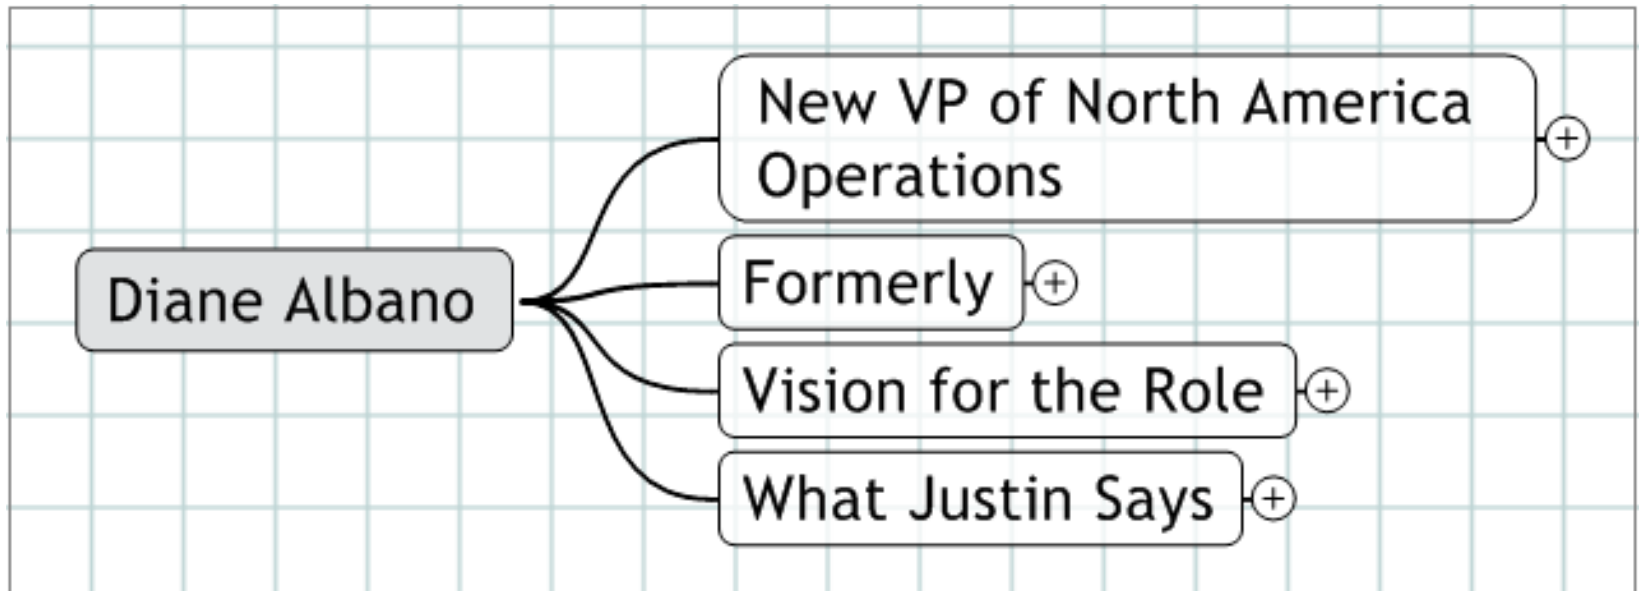 Diane Albano
New VP of North America
Operations
Formerly
Vision for the Role
What Justin Says